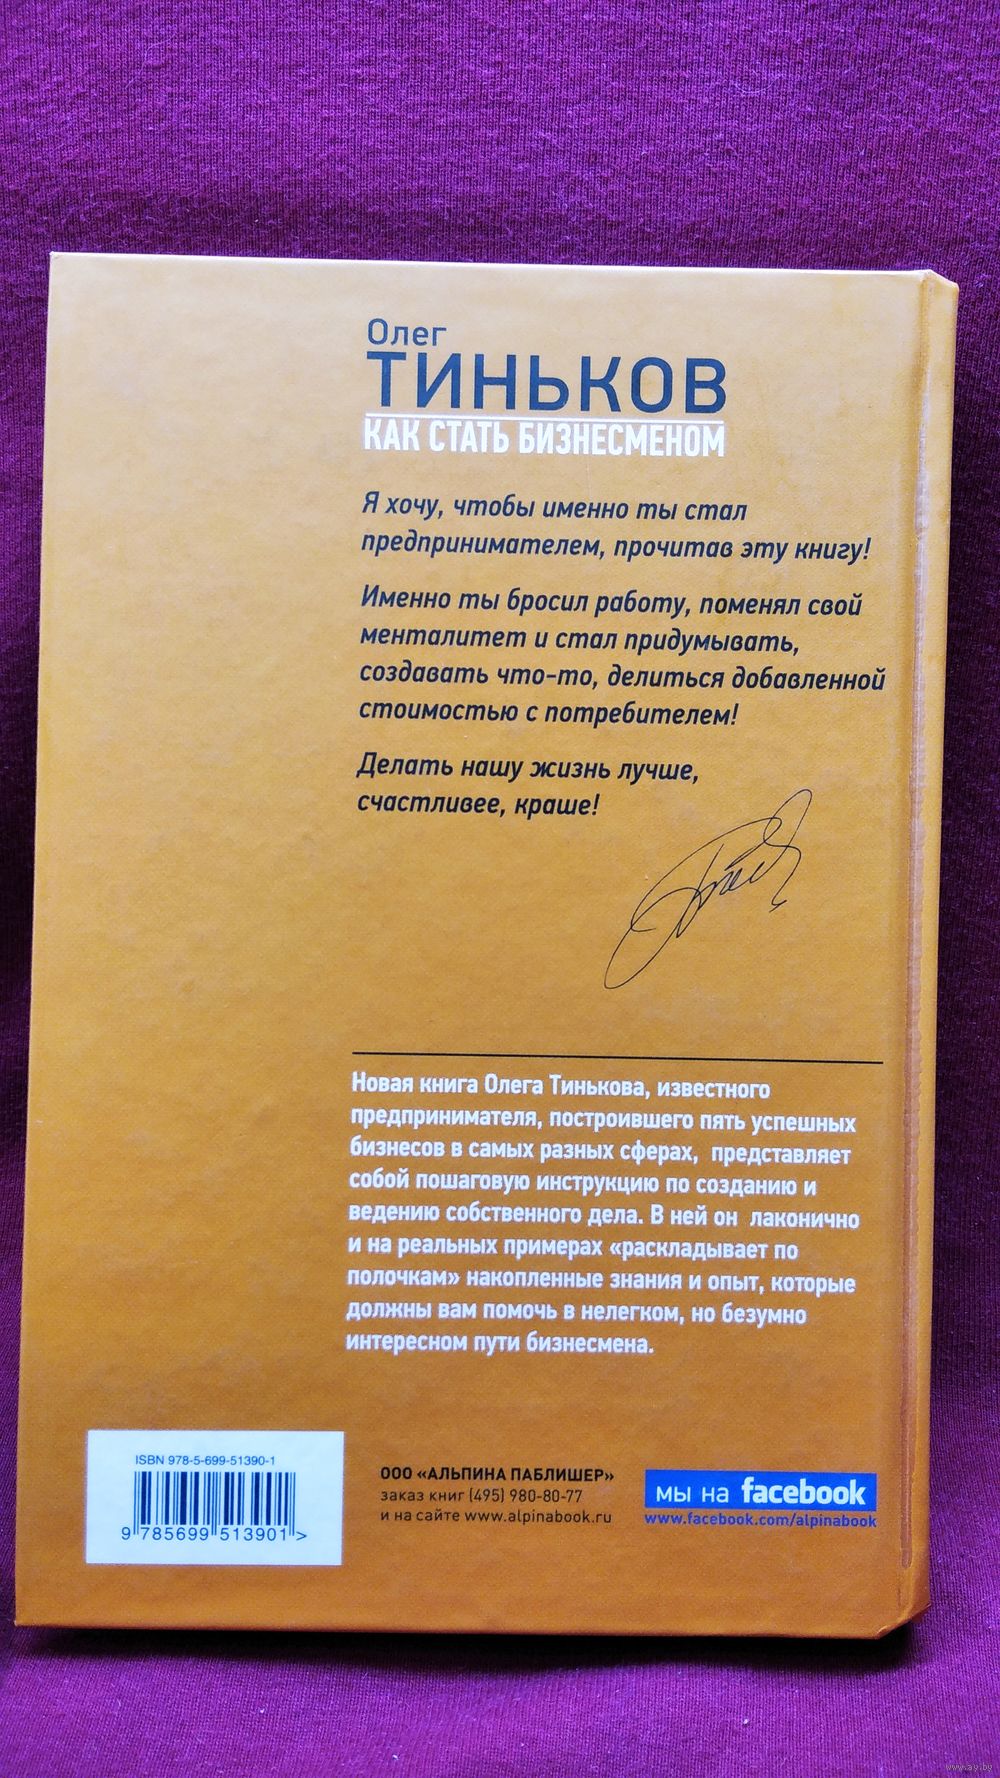 Олег
ТИНЬКОВ
КАК СТАТЬ БИЗНЕСМЕНОМ
Я хочу, чтобы именно ты стал
предпринимателем, прочитав эту книгу!
Именно ты бросил работу, поменял свой
менталитет и стал придумывать,
создавать что-то, делиться добавленной
стоимостью с потребителем!
Делать нашу жизнь лучше,
счастливее, краше!
Новая книга Олега Тинькова, известного
предпринимателя, построившего пять успешных
бизнесов в самых разных сферах, представляет
собой пошаговую инструкцию по созданию и
ведению собственного дела. В ней он лаконично
и на реальных примерах «раскладывает по
полочкам» накопленные знания и опыт, которые
должны вам помочь в нелегком, но безумно
интересном пути бизнесмена.
ISBN 978-5-699-51390-1
9 785699 513901 >
ООО «АЛЬПИНА ПАБЛИШЕР»
заказ книг (495) 980-80-77
и на сайте www.alpinabook.ru
мы на facebook
www.facebook.com/alpinabook
www.ay.by